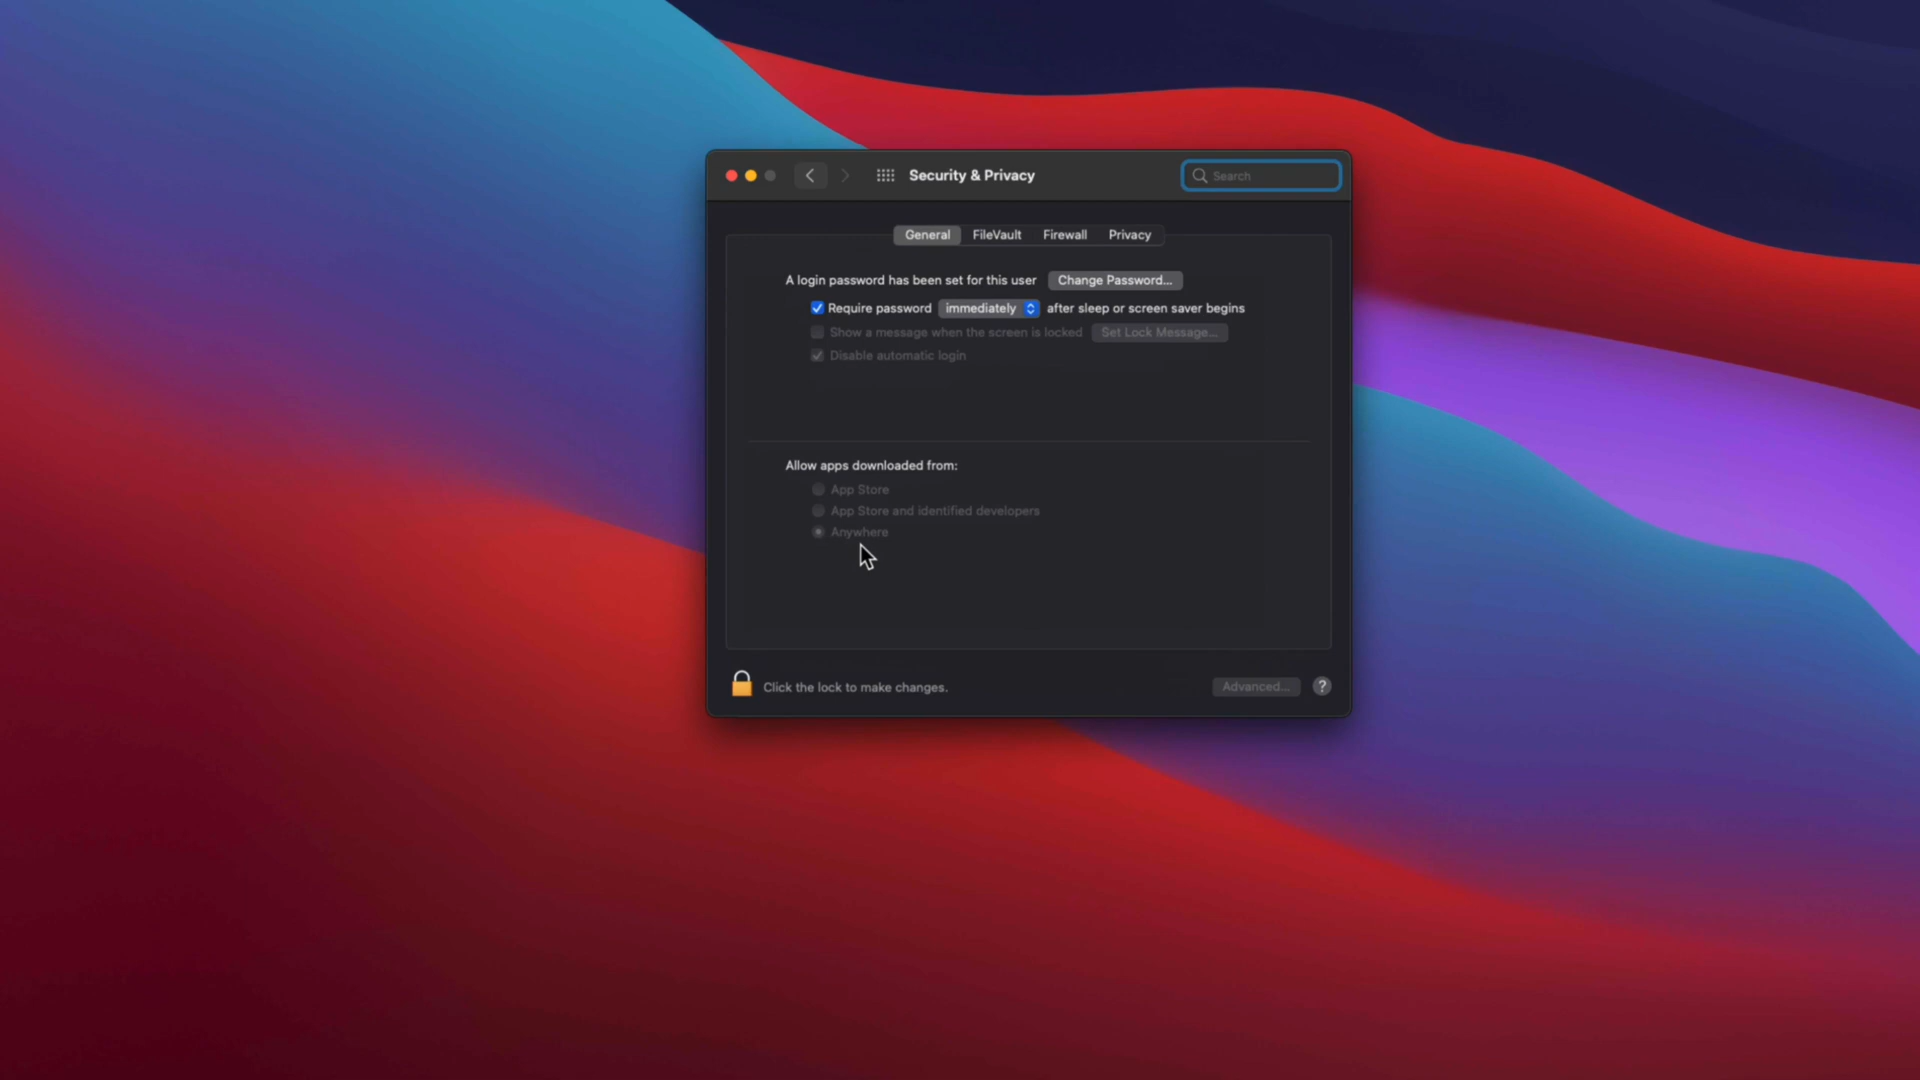 Security & Privacy
Search
General FileVault Firewall Privacy
A login password has been set for this user Change Password...
Require password immediately after sleep or screen saver begins
Show a message when the screen is locked Set Lock Message...
Disable automatic login
Allow apps downloaded from:
App Store
App Store and identified developers
Anywhere
Click the lock to make changes. Advanced... ?